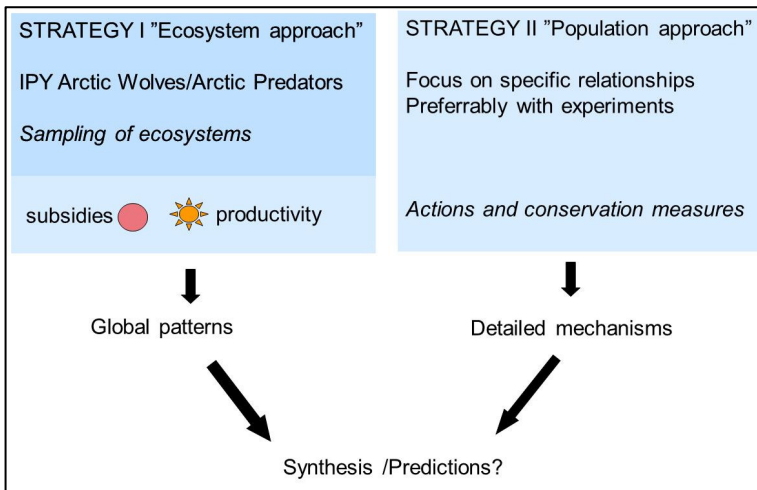 STRATEGY I ”Ecosystem approach”
IPY Arctic Wolves/Arctic Predators
Sampling of ecosystems
subsidies productivity
STRATEGY II ”Population approach”
Focus on specific relationships
Preferrably with experiments
Actions and conservation measures
Global patterns
Detailed mechanisms
Synthesis /Predictions?